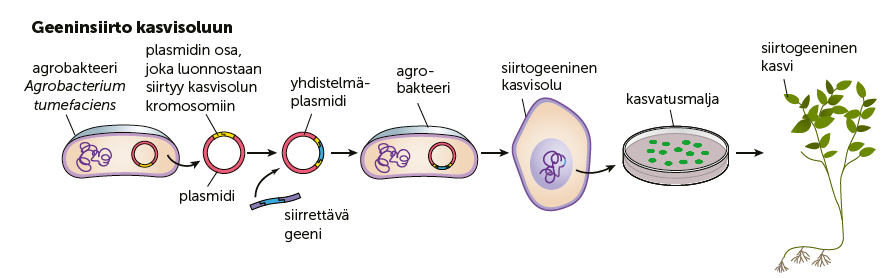 Geeninsiirto kasvisoluun
agrobakteeri
Agrobacterium
tumefaciens
plasmidin osa,
joka luonnostaan
siirtyy kasvisolun
kromosomiin
plasmidi
yhdistelmä-
plasmidi
siirrettävä
geeni
agro-
bakteeri
siirtogeeninen
kasvisolu
kasvatusmalja
siirtogeeninen
kasvi